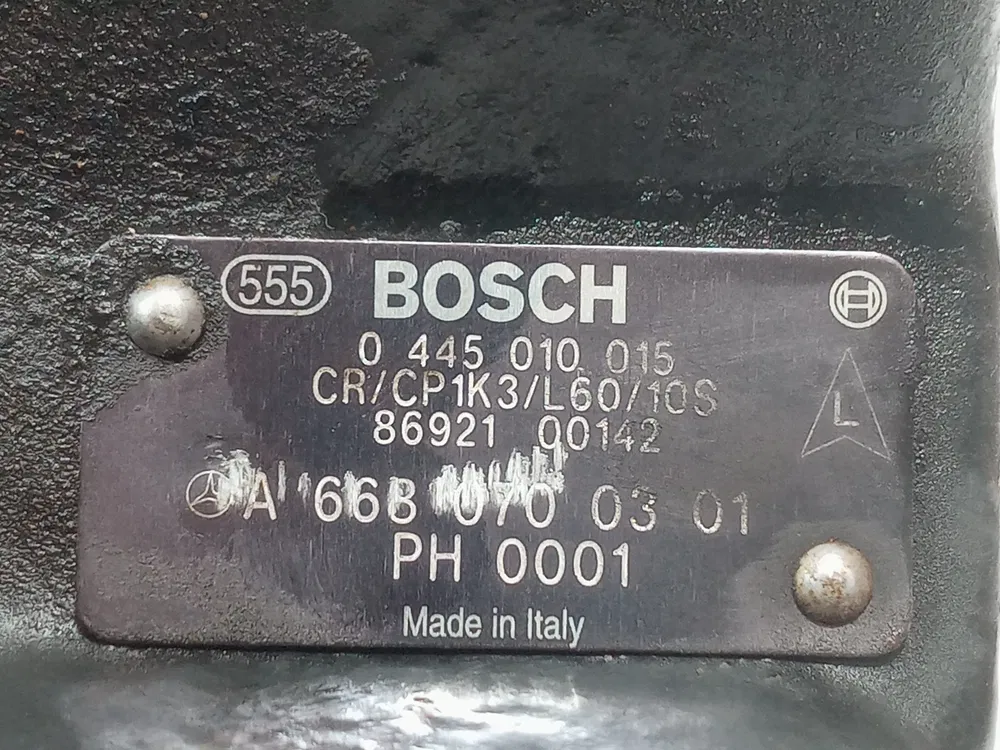 555 BOSCH
0 445 010 015
CR/CP1K3/L60/10S
L
86921 00142
A 668 070 03 01
PH 0001
Made in Italy